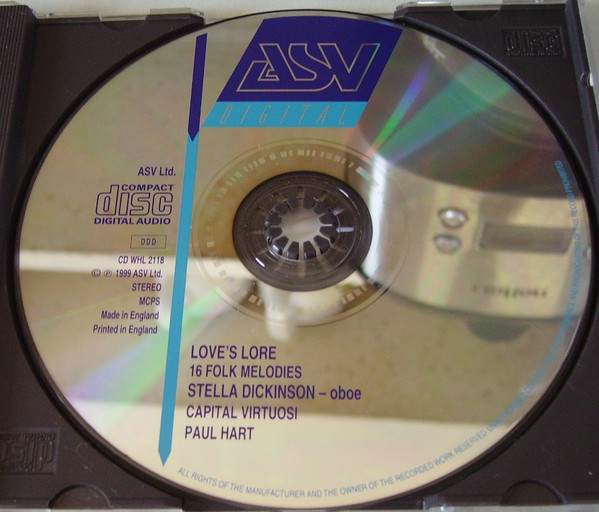 ASV
DIGITAL
ASV Ltd.
COMPACT
disc
DIGITAL AUDIO
DDD
CD WHL 2118
© ℗ 1999 ASV Ltd.
STEREO
MCPS
Made in England
Printed in England
LOVE'S LORE
16 FOLK MELODIES
STELLA DICKINSON – oboe
CAPITAL VIRTUOSI
PAUL HART
ALL RIGHTS OF THE MANUFACTURER AND THE OWNER OF THE RECORDED WORK RESERVED.
disc